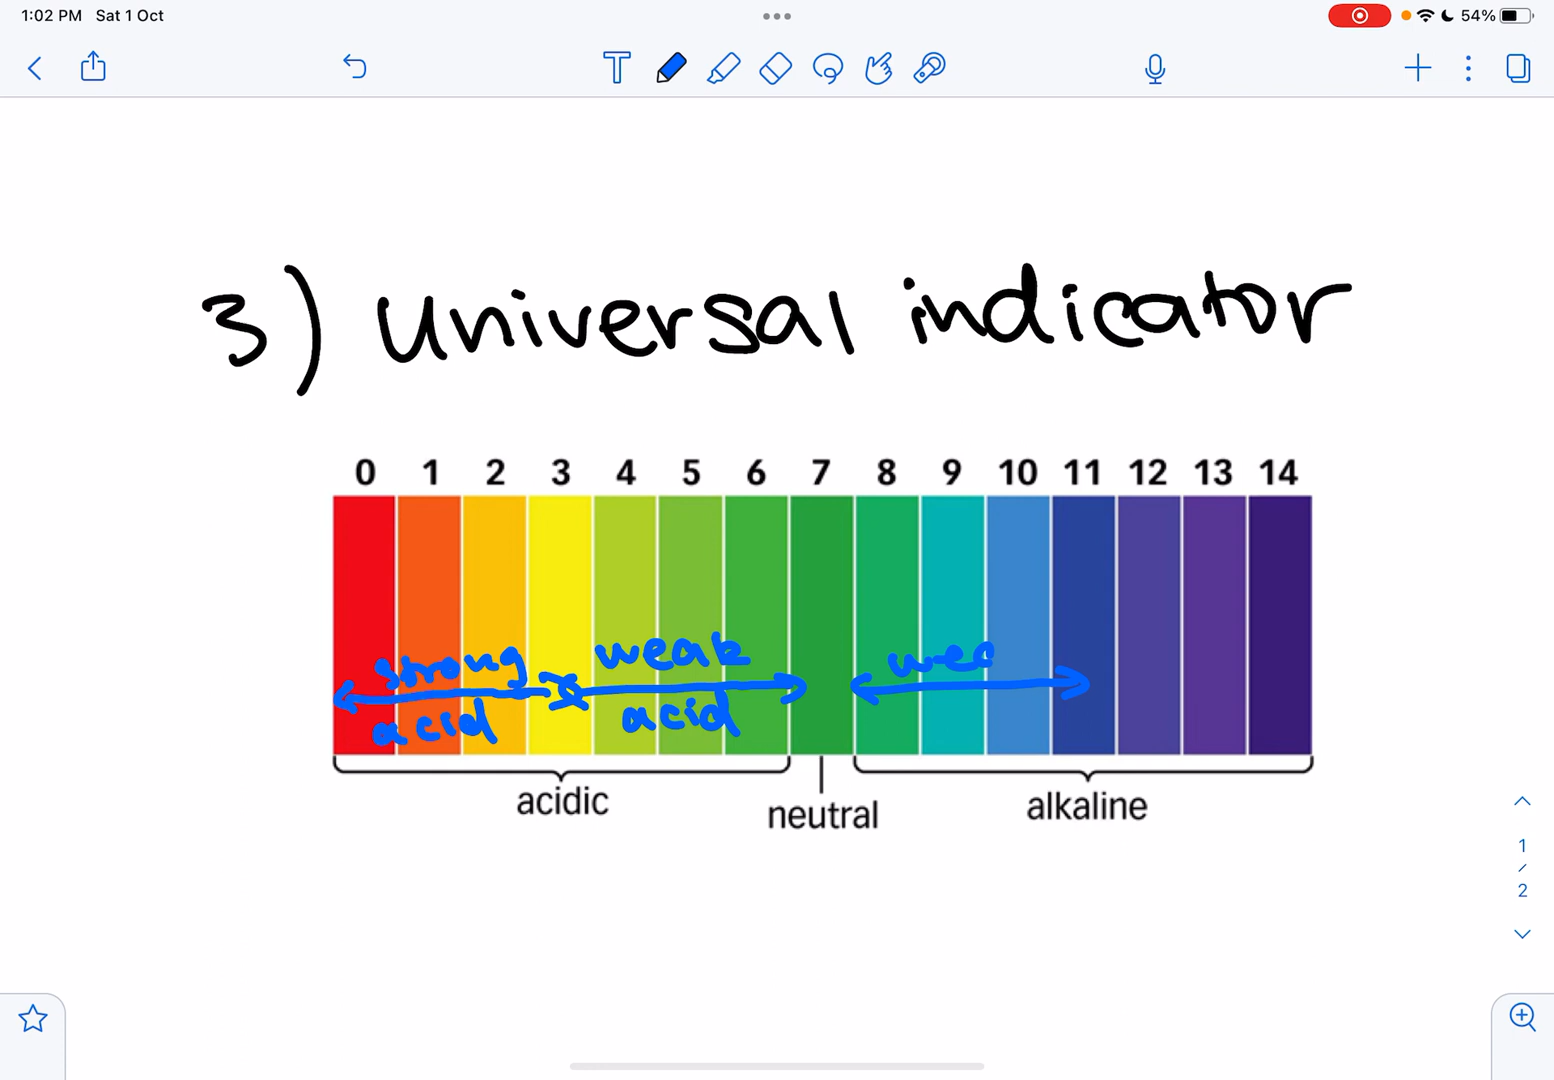 1:02 PM Sat 1 Oct
54%
3) Universal indicator
0 1 2 3 4 5 6 7 8 9 10 11 12 13 14
strong weak wea
acid acid
acidic neutral alkaline
1
/
2